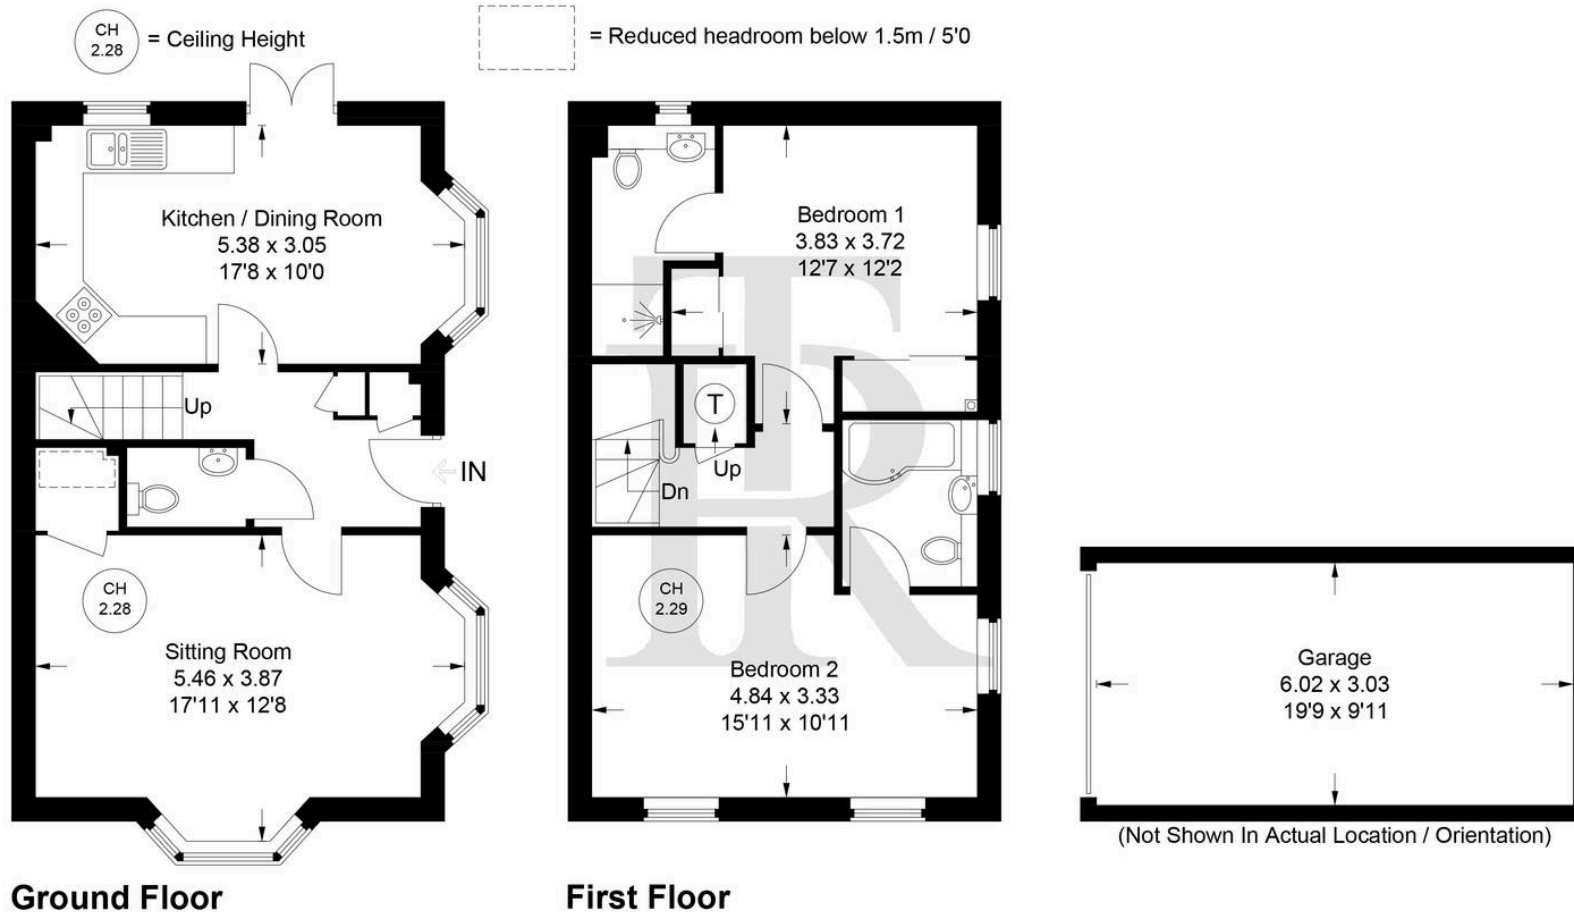 CH
2.28
= Ceiling Height
= Reduced headroom below 1.5m / 5'0
Kitchen / Dining Room
5.38 x 3.05
17'8 x 10'0
Up
IN
CH
2.28
Sitting Room
5.46 x 3.87
17'11 x 12'8
Ground Floor
Bedroom 1
3.83 x 3.72
12'7 x 12'2
T
Up
Dn
CH
2.29
Bedroom 2
4.84 x 3.33
15'11 x 10'11
First Floor
Garage
6.02 x 3.03
19'9 x 9'11
(Not Shown In Actual Location / Orientation)
TR